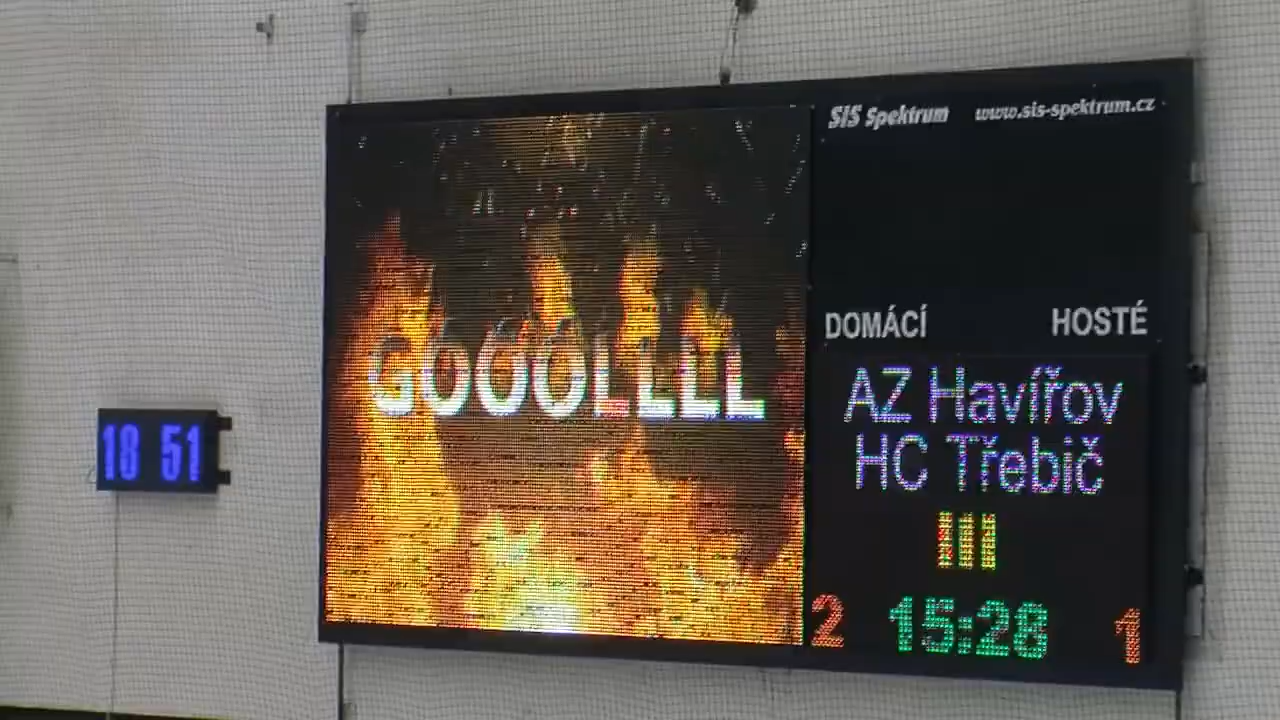 SIS Spektrum www.sis-spektrum.cz
GÓÓÓLLLL
DOMÁCÍ HOSTÉ
AZ Havířov
HC Třebíč
III
2 15:28 1
18 51